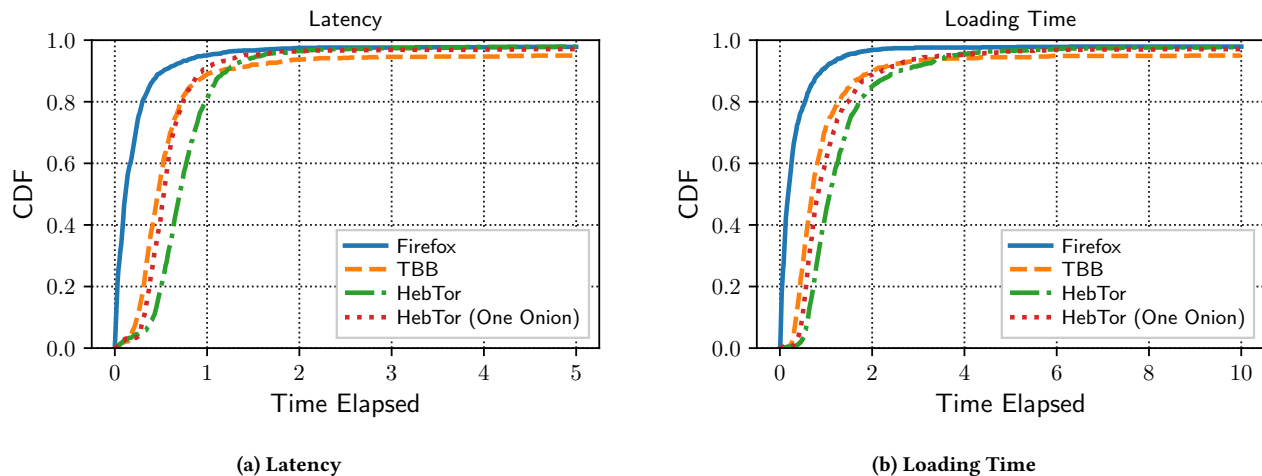 Latency
1.0
0.8
0.6
0.4
0.2
0.0
CDF
0 1 2 3 4 5
Time Elapsed
Firefox
TBB
HebTor
HebTor (One Onion)
(a) Latency
Loading Time
1.0
0.8
0.6
0.4
0.2
0.0
CDF
0 2 4 6 8 10
Time Elapsed
Firefox
TBB
HebTor
HebTor (One Onion)
(b) Loading Time